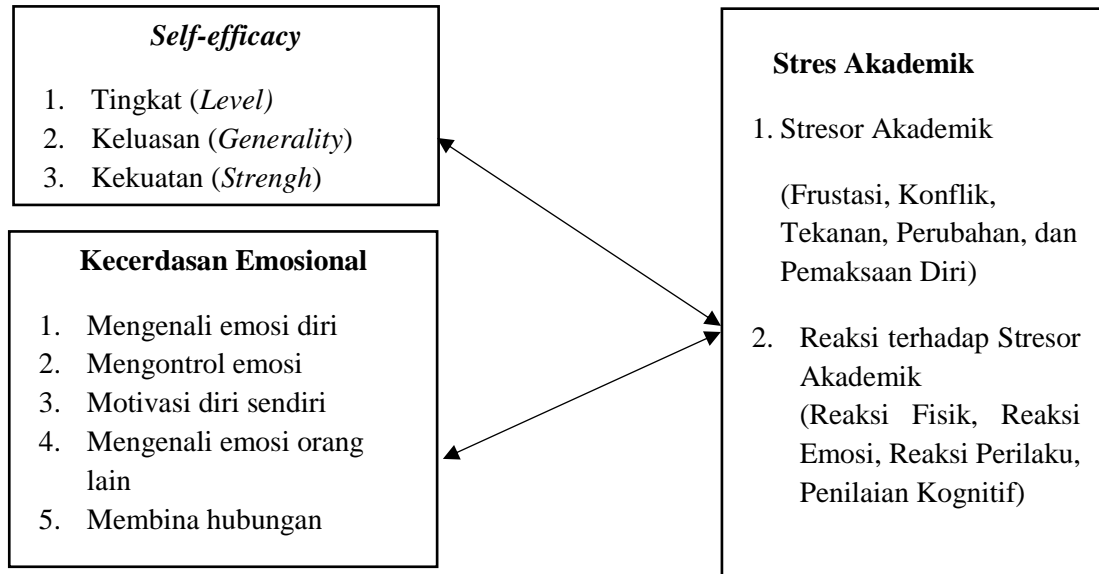 Self-efficacy
1. Tingkat (Level)
2. Keluasan (Generality)
3. Kekuatan (Strengh)
Kecerdasan Emosional
1. Mengenali emosi diri
2. Mengontrol emosi
3. Motivasi diri sendiri
4. Mengenali emosi orang
lain
5. Membina hubungan
Stres Akademik
1. Stresor Akademik
(Frustasi, Konflik,
Tekanan, Perubahan, dan
Pemaksaan Diri)
2. Reaksi terhadap Stresor
Akademik
(Reaksi Fisik, Reaksi
Emosi, Reaksi Perilaku,
Penilaian Kognitif)